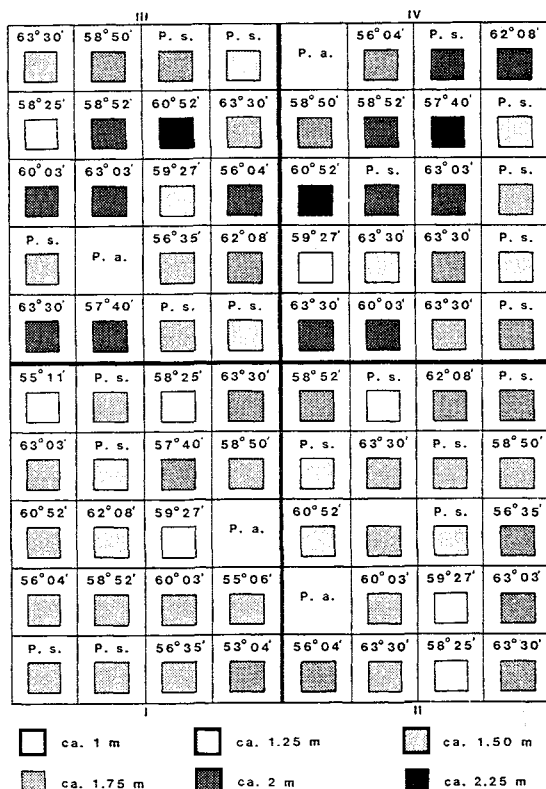 III IV
63°30' 58°50' P. s. P. s. P. a. 56°04' P. s. 62°08'
58°25' 58°52' 60°52' 63°30' 58°50' 58°52' 57°40' P. s.
60°03' 63°03' 59°27' 56°04' 60°52' P. s. 63°03' P. s.
P. s. P. a. 56°35' 62°08' 59°27' 63°30' 63°30' P. s.
63°30' 57°40' P. s. P. s. 63°30' 60°03' 63°30' P. s.
55°11' P. s. 58°25' 63°30' 58°52' P. s. 62°08' P. s.
63°03' P. s. 57°40' 58°50' P. s. 63°30' P. s. 58°50'
60°52' 62°08' 59°27' P. a. 60°52' P. s. 56°35'
56°04' 58°52' 60°03' 55°06' P. a. 60°03' 59°27' 63°03'
P. s. P. s. 56°35' 53°04' 56°04' 63°30' 58°25' 63°30'
I II
ca. 1 m ca. 1.25 m ca. 1.50 m
ca. 1.75 m ca. 2 m ca. 2.25 m